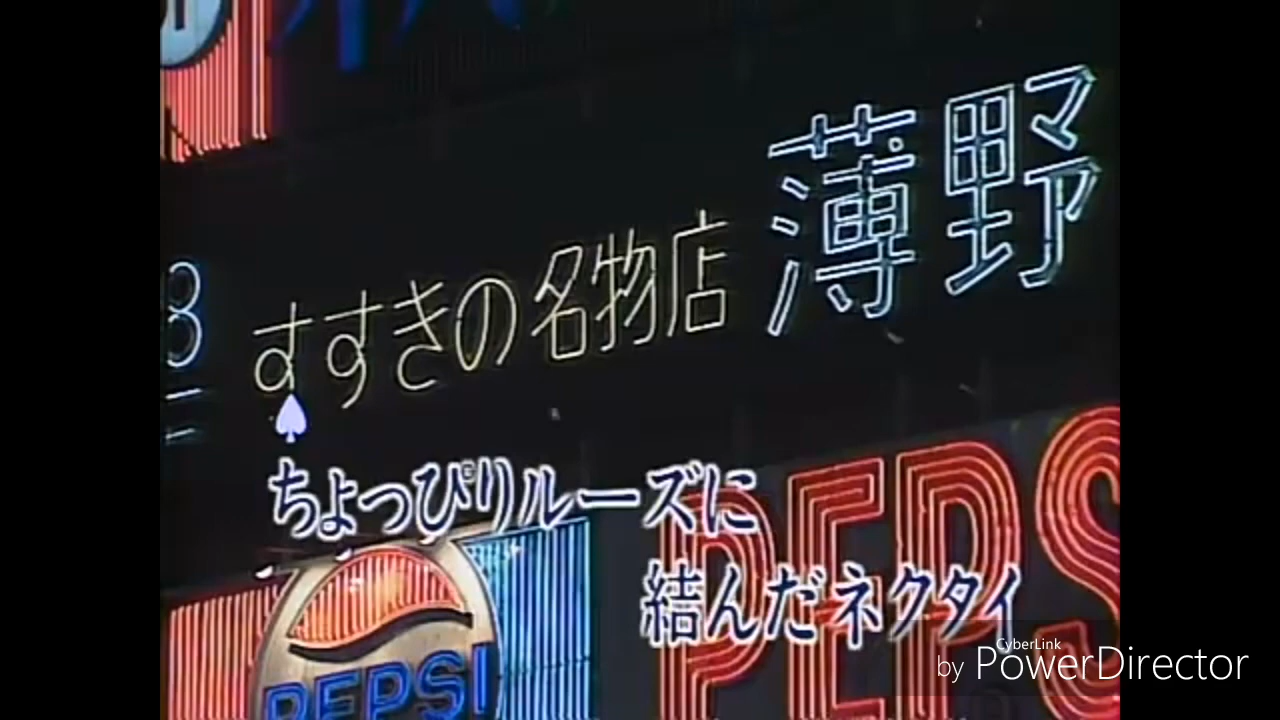 薄野
すすきの名物店
ちょっぴりルーズに
結んだネクタイ
PEPS
PEPSI
CyberLink
by PowerDirector